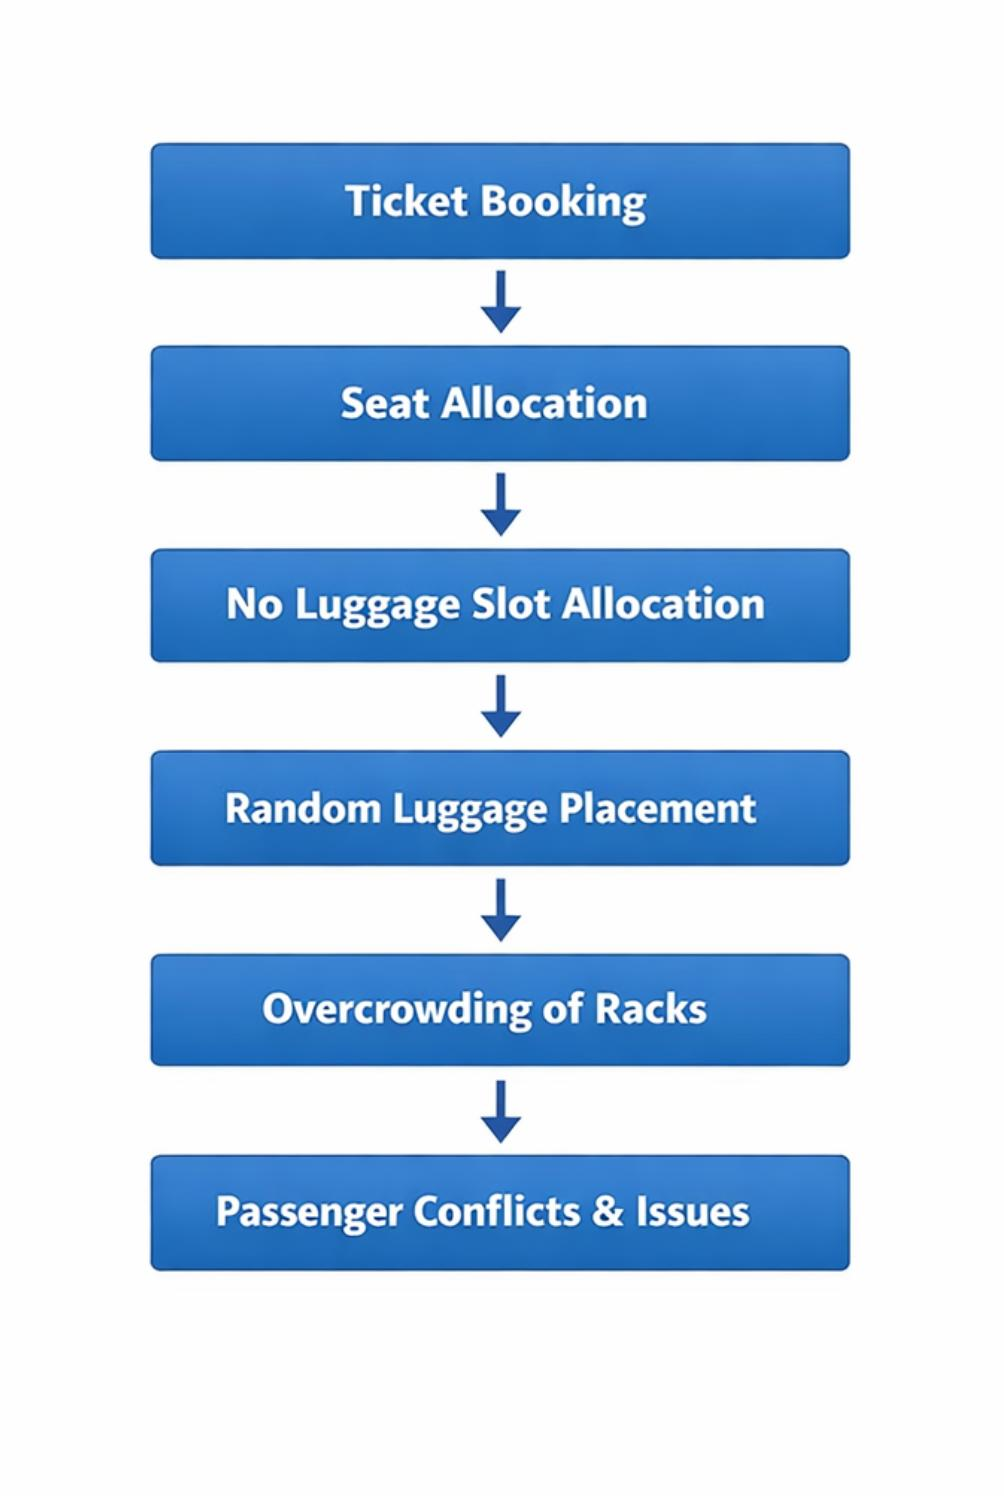 Ticket Booking
Seat Allocation
No Luggage Slot Allocation
Random Luggage Placement
Overcrowding of Racks
Passenger Conflicts & Issues